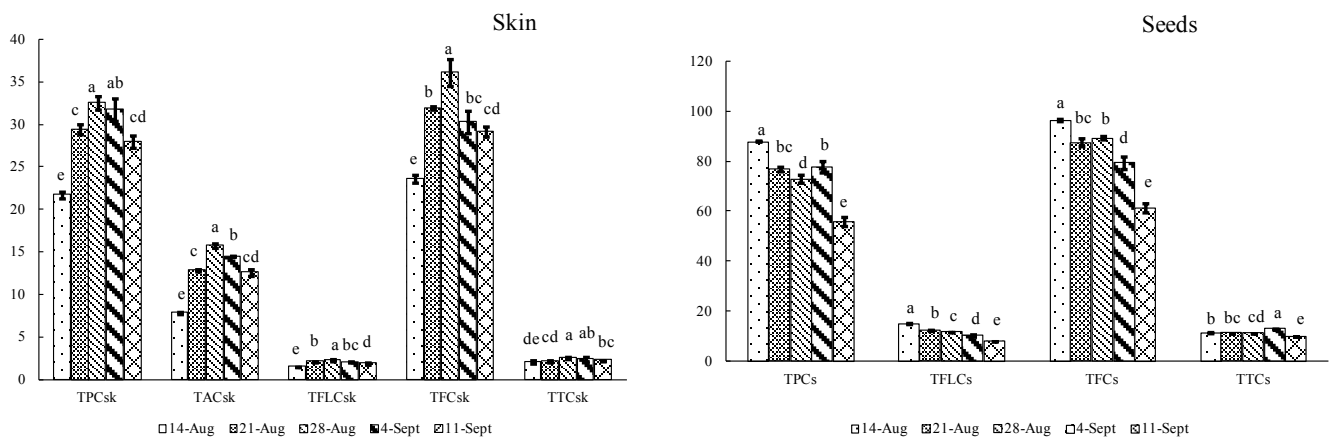 Skin
40
35
30
25
20
15
10
5
0
e c a ab cd
e c a b cd
e b a bc d
e b a bc cd
de cd a ab bc
TPCsk TACsk TFLCsk TFCsk TTCsk
14-Aug 21-Aug 28-Aug 4-Sept 11-Sept
Seeds
120
100
80
60
40
20
0
a bc d b e
a b c d e
a bc b d e
b bc cd a e
TPCs TFLCs TFCs TTCs
14-Aug 21-Aug 28-Aug 4-Sept 11-Sept